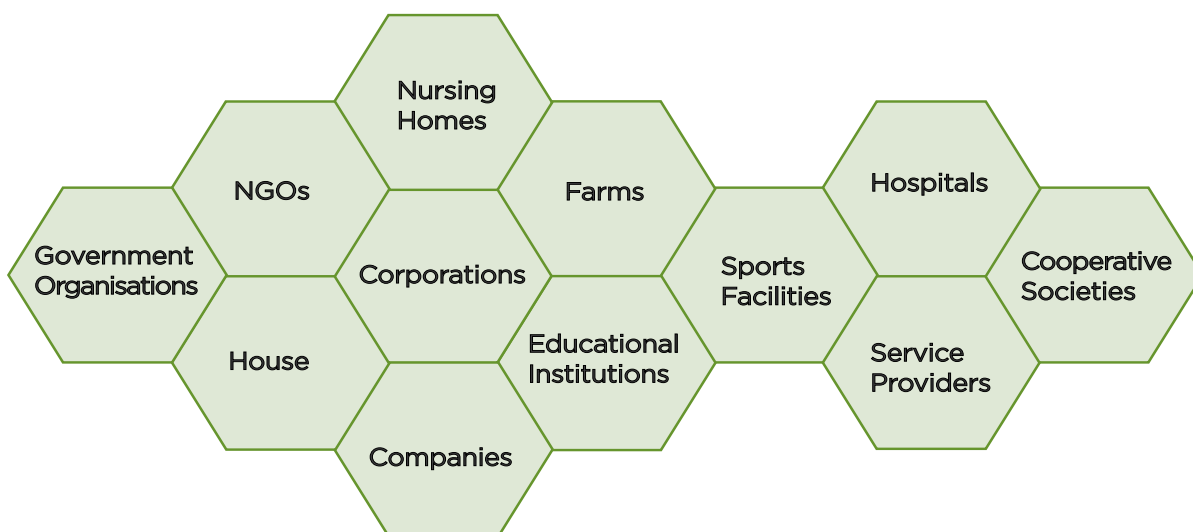 Nursing
Homes
NGOs
Farms
Hospitals
Government
Organisations
Corporations
Sports
Facilities
Cooperative
Societies
House
Educational
Institutions
Service
Providers
Companies